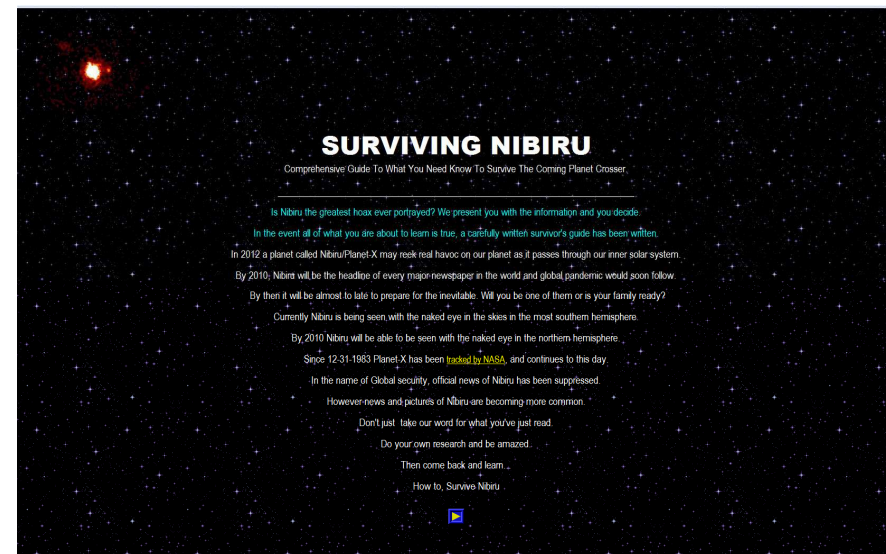 SURVIVING NIBIRU
Comprehensive Guide To What You Need Know To Survive The Coming Planet Crosser
Is Nibiru the greatest hoax ever portrayed? We present you with the information and you decide.
In the event all of what you are about to learn is true, a carefully written survivor's guide has been written.
In 2012 a planet called Nibiru/Planet-X may reek real havoc on our planet as it passes through our inner solar system.
By 2010, Nibiru will be the headline of every major newspaper in the world and global pandemic would soon follow.
By then it will be almost to late to prepare for the inevitable. Will you be one of them or is your family ready?
Currently Nibiru is being seen with the naked eye in the skies in the most southern hemisphere.
By 2010 Nibiru will be able to be seen with the naked eye in the northern hemisphere.
Since 12-31-1983 Planet-X has been tracked by NASA, and continues to this day.
In the name of Global security, official news of Nibiru has been suppressed.
However news and pictures of Nibiru are becoming more common.
Don't just take our word for what you've just read.
Do your own research and be amazed.
Then come back and learn...
How to, Survive Nibiru